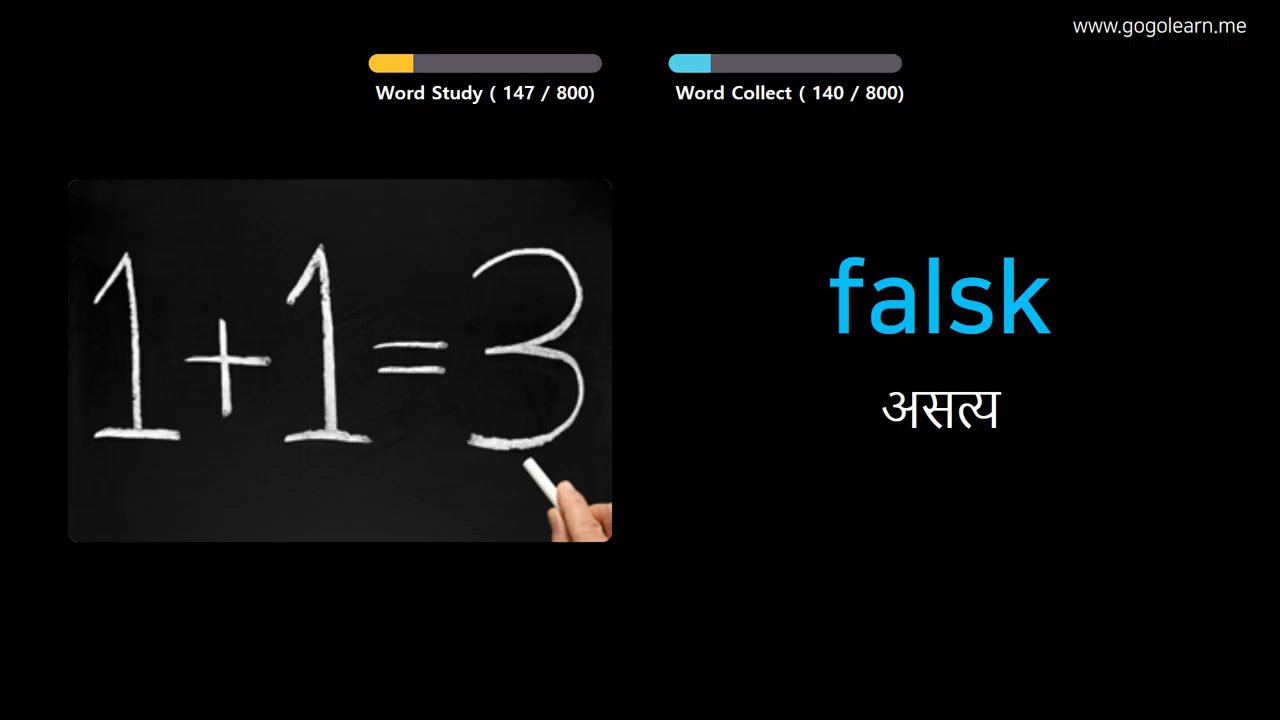 www.gogolearn.me
Word Study ( 147 / 800)
Word Collect ( 140 / 800)
1+1=3
falsk
असत्य